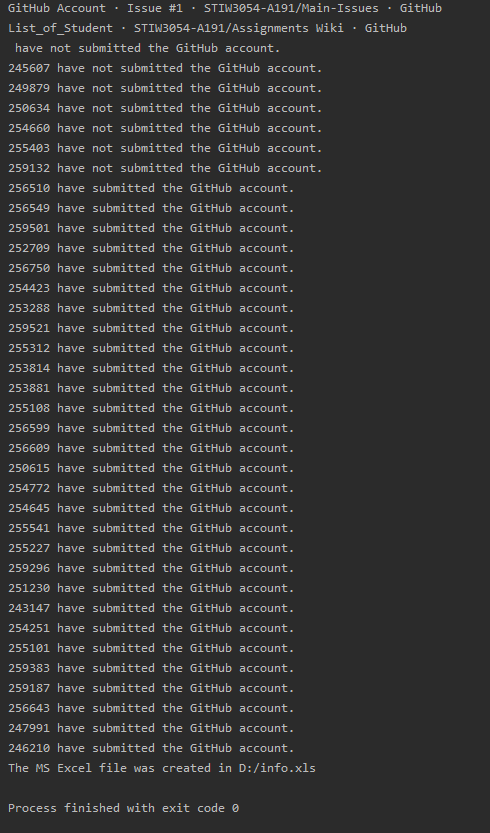 GitHub Account · Issue #1 · STIW3054-A191/Main-Issues · GitHub
List_of_Student · STIW3054-A191/Assignments Wiki · GitHub
 have not submitted the GitHub account.
245607 have not submitted the GitHub account.
249879 have not submitted the GitHub account.
250634 have not submitted the GitHub account.
254660 have not submitted the GitHub account.
255403 have not submitted the GitHub account.
259132 have not submitted the GitHub account.
256510 have submitted the GitHub account.
256549 have submitted the GitHub account.
259501 have submitted the GitHub account.
252709 have submitted the GitHub account.
256750 have submitted the GitHub account.
254423 have submitted the GitHub account.
253288 have submitted the GitHub account.
259521 have submitted the GitHub account.
255312 have submitted the GitHub account.
253814 have submitted the GitHub account.
253881 have submitted the GitHub account.
255108 have submitted the GitHub account.
256599 have submitted the GitHub account.
256609 have submitted the GitHub account.
250615 have submitted the GitHub account.
254772 have submitted the GitHub account.
254645 have submitted the GitHub account.
255541 have submitted the GitHub account.
255227 have submitted the GitHub account.
259296 have submitted the GitHub account.
251230 have submitted the GitHub account.
243147 have submitted the GitHub account.
254251 have submitted the GitHub account.
255101 have submitted the GitHub account.
259383 have submitted the GitHub account.
259187 have submitted the GitHub account.
256643 have submitted the GitHub account.
247991 have submitted the GitHub account.
246210 have submitted the GitHub account.
The MS Excel file was created in D:/info.xls

Process finished with exit code 0